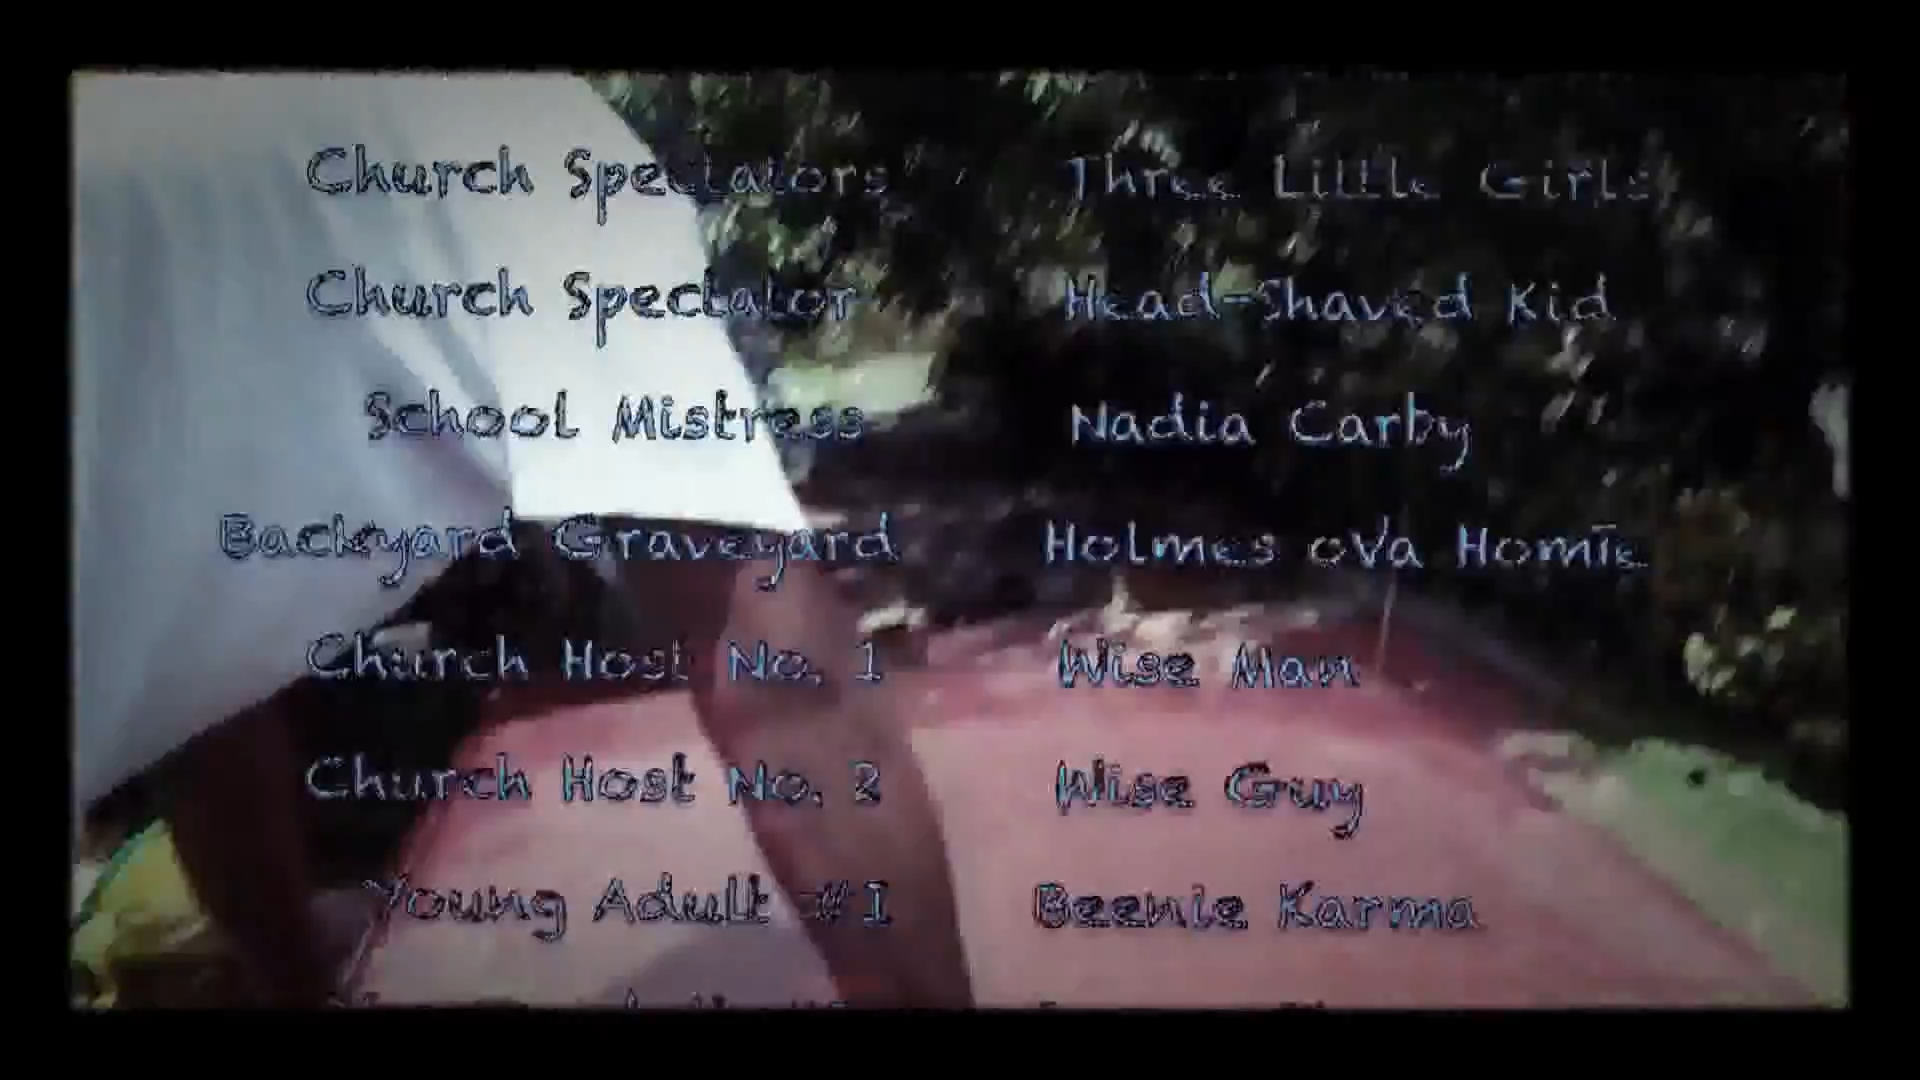 Church Spectators Three Little Girls
Church Spectator Head-Shaved Kid
School Mistress Nadia Carby
Backyard Graveyard Holmes oVa Homie
Church Host No. 1 Wise Man
Church Host No. 2 Wise Guy
Young Adult #1 Beenie Karma